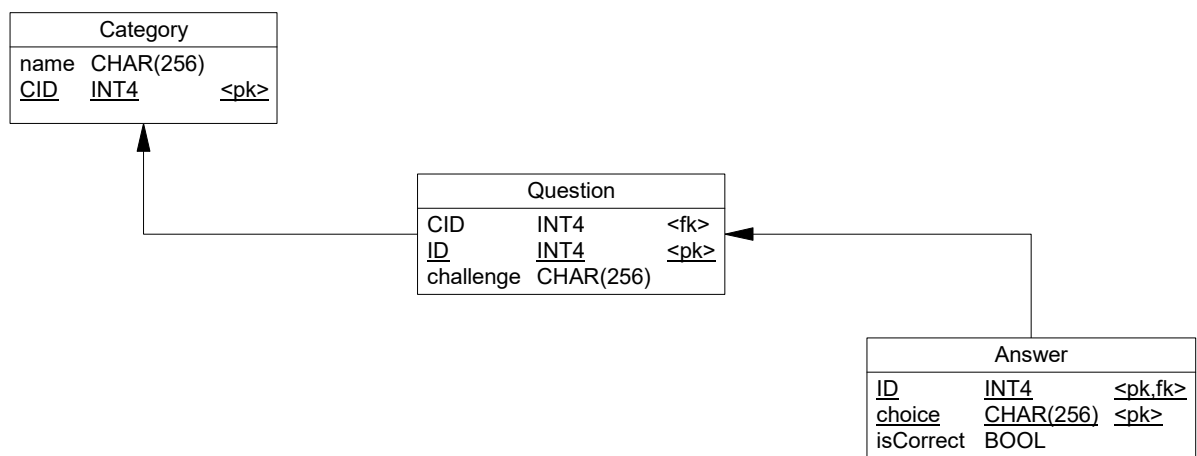 Category
name CHAR(256)
CID INT4 <pk>
Question
CID INT4 <fk>
ID INT4 <pk>
challenge CHAR(256)
Answer
ID INT4 <pk,fk>
choice CHAR(256) <pk>
isCorrect BOOL